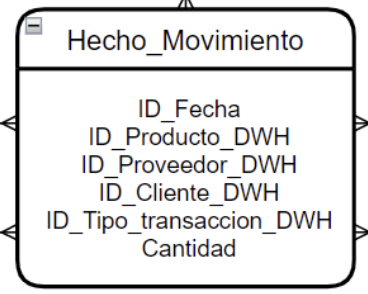 Hecho_Movimiento
ID_Fecha
ID_Producto_DWH
ID_Proveedor_DWH
ID_Cliente_DWH
ID_Tipo_transaccion_DWH
Cantidad